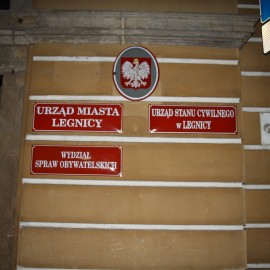 URZĄD MIASTA
LEGNICY
URZĄD STANU CYWILNEGO
w LEGNICY
WYDZIAŁ
SPRAW OBYWATELSKICH